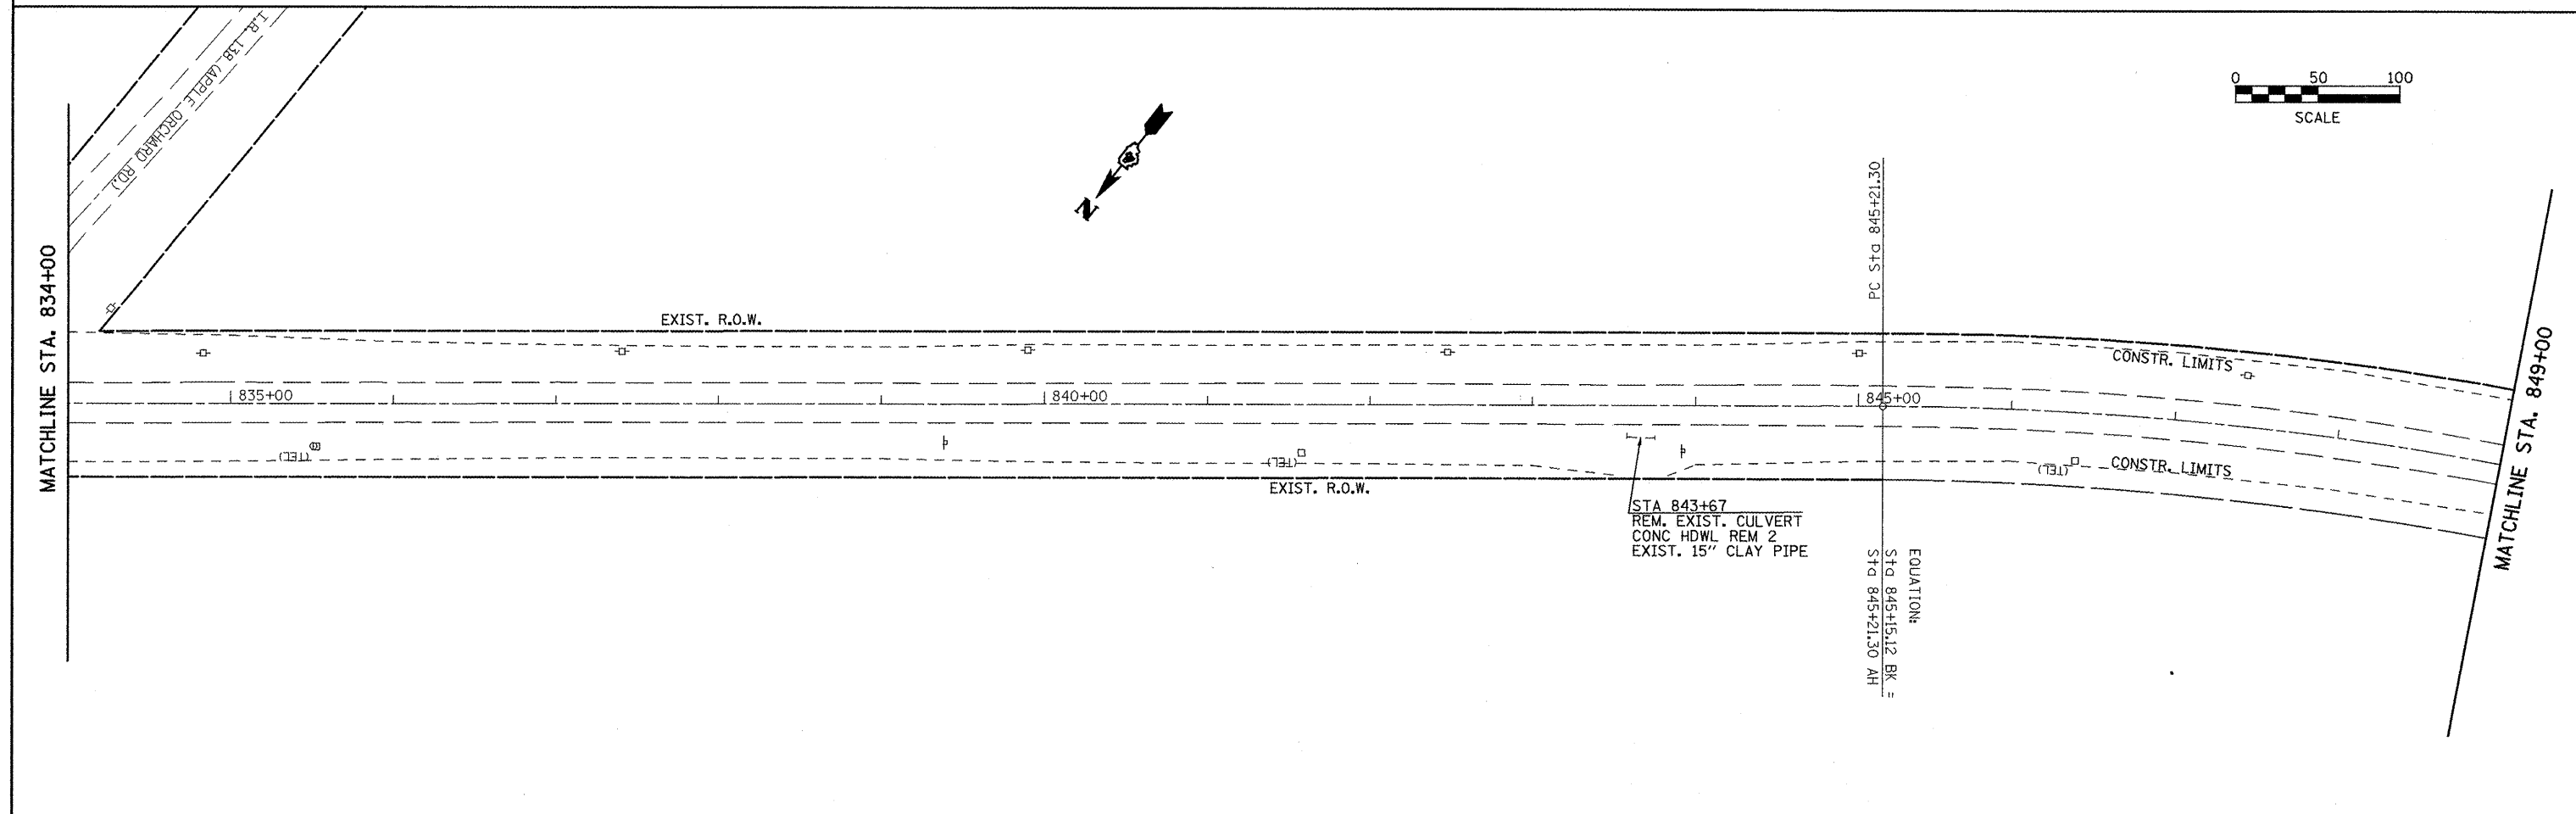 T.R. 138 (APPLE ORCHARD RD.)
0 50 100
SCALE
N
PC Sta 845+21.30
MATCHLINE STA. 834+00
EXIST. R.O.W.
CONSTR. LIMITS
835+00
840+00
845+00
(TEL)
(TEL)
(TEL)
CONSTR. LIMITS
EXIST. R.O.W.
MATCHLINE STA. 849+00
STA 843+67
REM. EXIST. CULVERT
CONC HDWL REM 2
EXIST. 15" CLAY PIPE
EQUATION:
Sta 845+15.12 BK =
Sta 845+21.30 AH